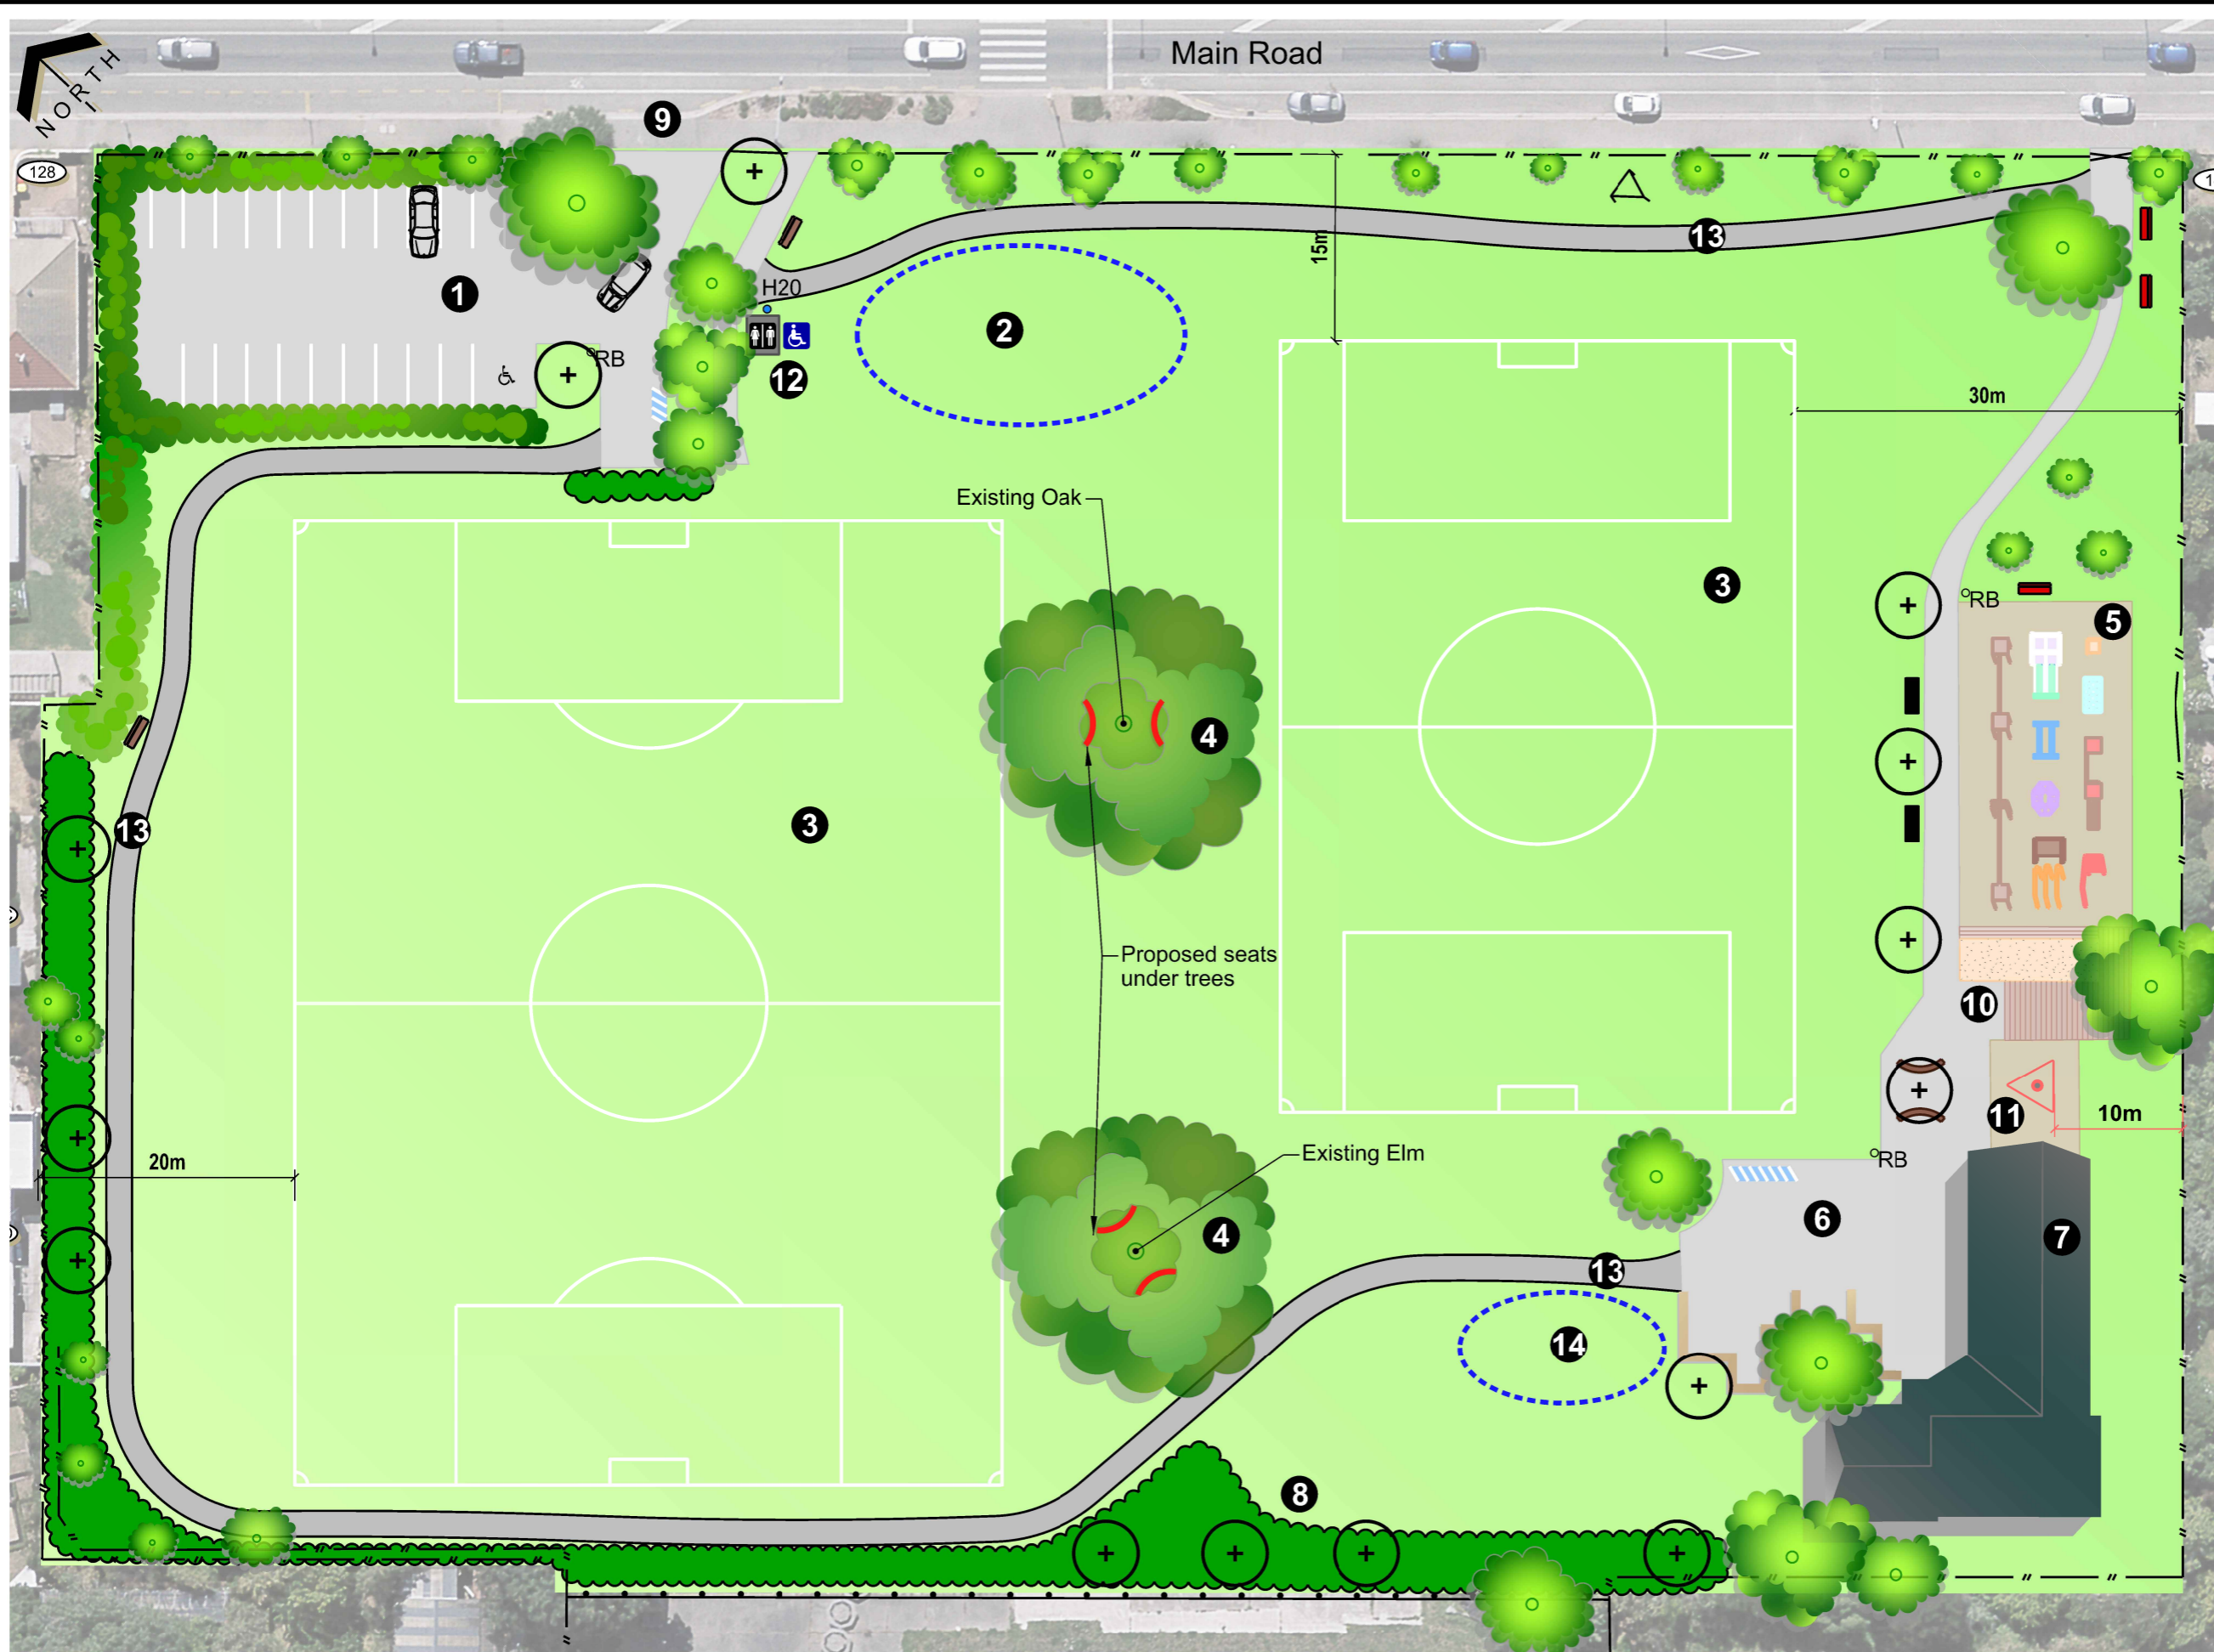 Main Road
NORTH
9
128
13
15m
1
H20
2
RB
12
30m
Existing Oak
3
RB
5
4
3
13
Proposed seats
under trees
10
11
10m
Existing Elm
RB
20m
4
6
7
13
14
8